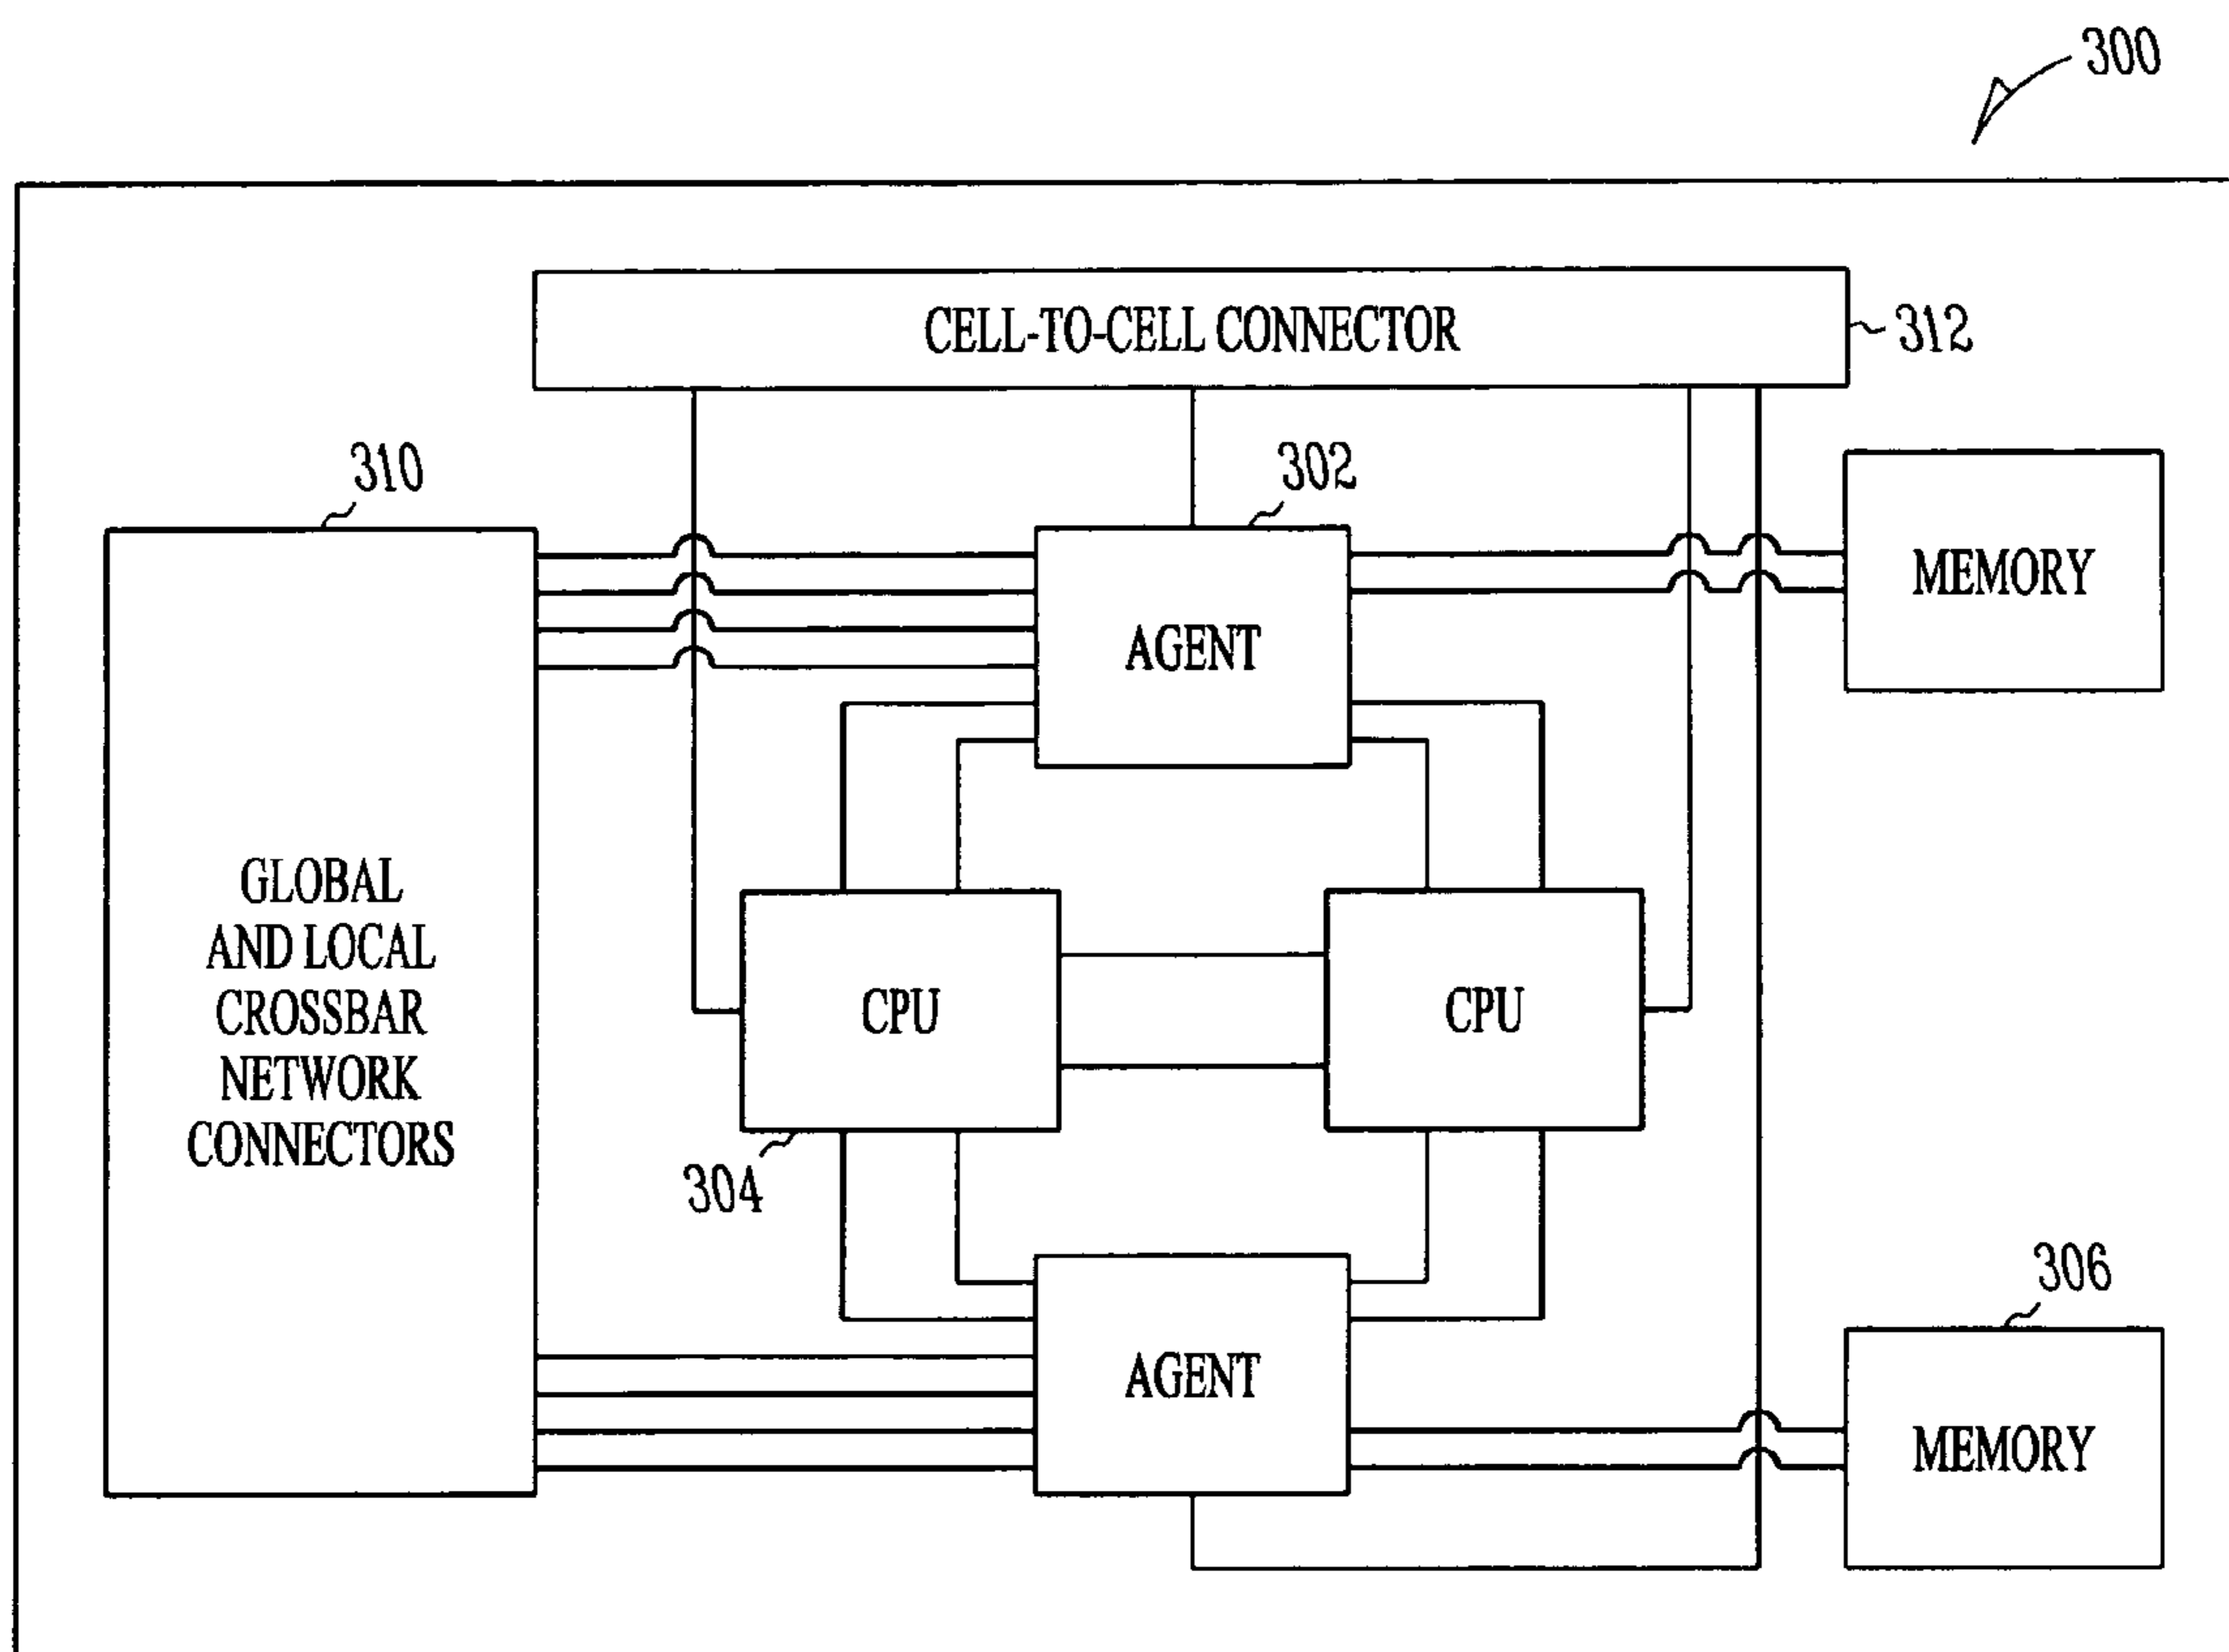 300
CELL-TO-CELL CONNECTOR
312
310
302
MEMORY
AGENT
GLOBAL
AND LOCAL
CROSSBAR
NETWORK
CONNECTORS
CPU
CPU
304
306
AGENT
MEMORY